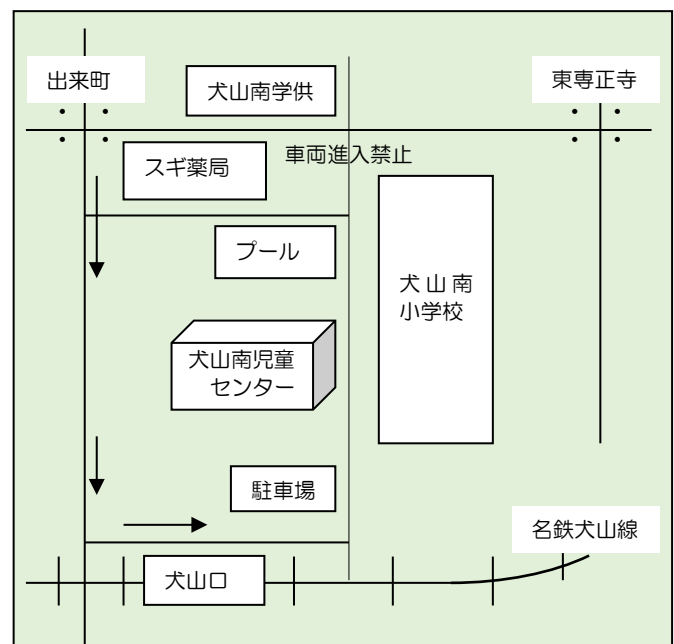 出来町
犬山南学供
東専正寺
車両進入禁止
スギ薬局
プール
犬山南
小学校
犬山南児童
センター
駐車場
名鉄犬山線
犬山口